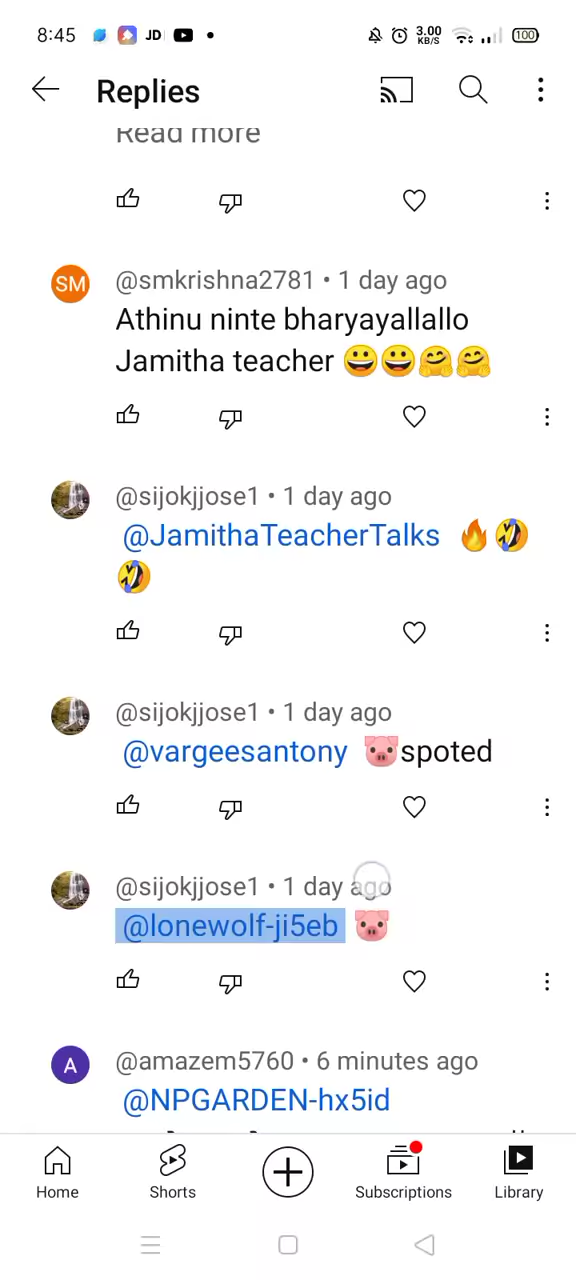 8:45 JD 3.00 KB/S 100
Replies
Read more
SM @smkrishna2781 • 1 day ago
Athinu ninte bharyayallallo
Jamitha teacher 😀😀🤗🤗
@sijokjjose1 • 1 day ago
@JamithaTeacherTalks 🔥🤣
🤣
@sijokjjose1 • 1 day ago
@vargeesantony 🐷spoted
@sijokjjose1 • 1 day ago
@lonewolf-ji5eb 🐷
A @amazem5760 • 6 minutes ago
@NPGARDEN-hx5id
Home Shorts Subscriptions Library